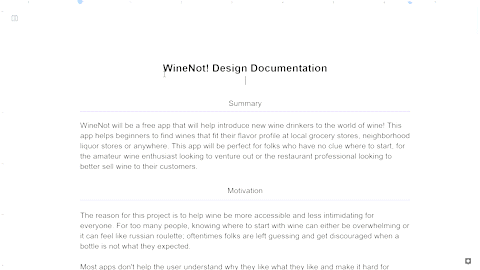 WineNot! Design Documentation
Summary
WineNot will be a free app that will help introduce new wine drinkers to the world of wine! This
app helps beginners to find wines that fit their flavor profile at local grocery stores, neighborhood
liquor stores or anywhere. This app will be perfect for folks who have no clue where to start, for
the amateur wine enthusiast looking to venture out or the restaurant professional looking to
better sell wine to their customers.
Motivation
The reason for this project is to help wine be more accessible and less intimidating for
everyone. For too many people, knowing where to start with wine can either be overwhelming or
it can feel like russian roulette, oftentimes folks are left guessing and get discouraged when a
bottle is not what they expected.
Most apps don't help the user understand why they like what they like and make it hard for